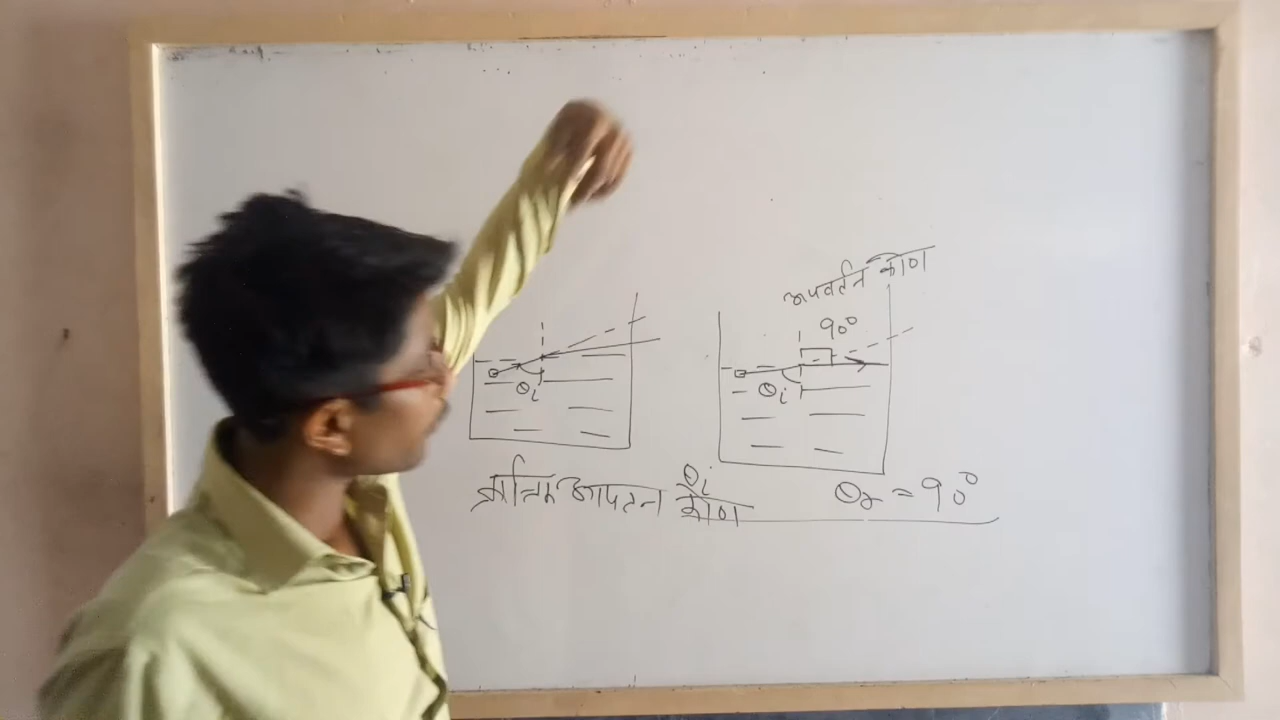 अपवर्तन कोण
90°
θi
θi
θi
क्रांतिक आपतन कोण
θr = 90°